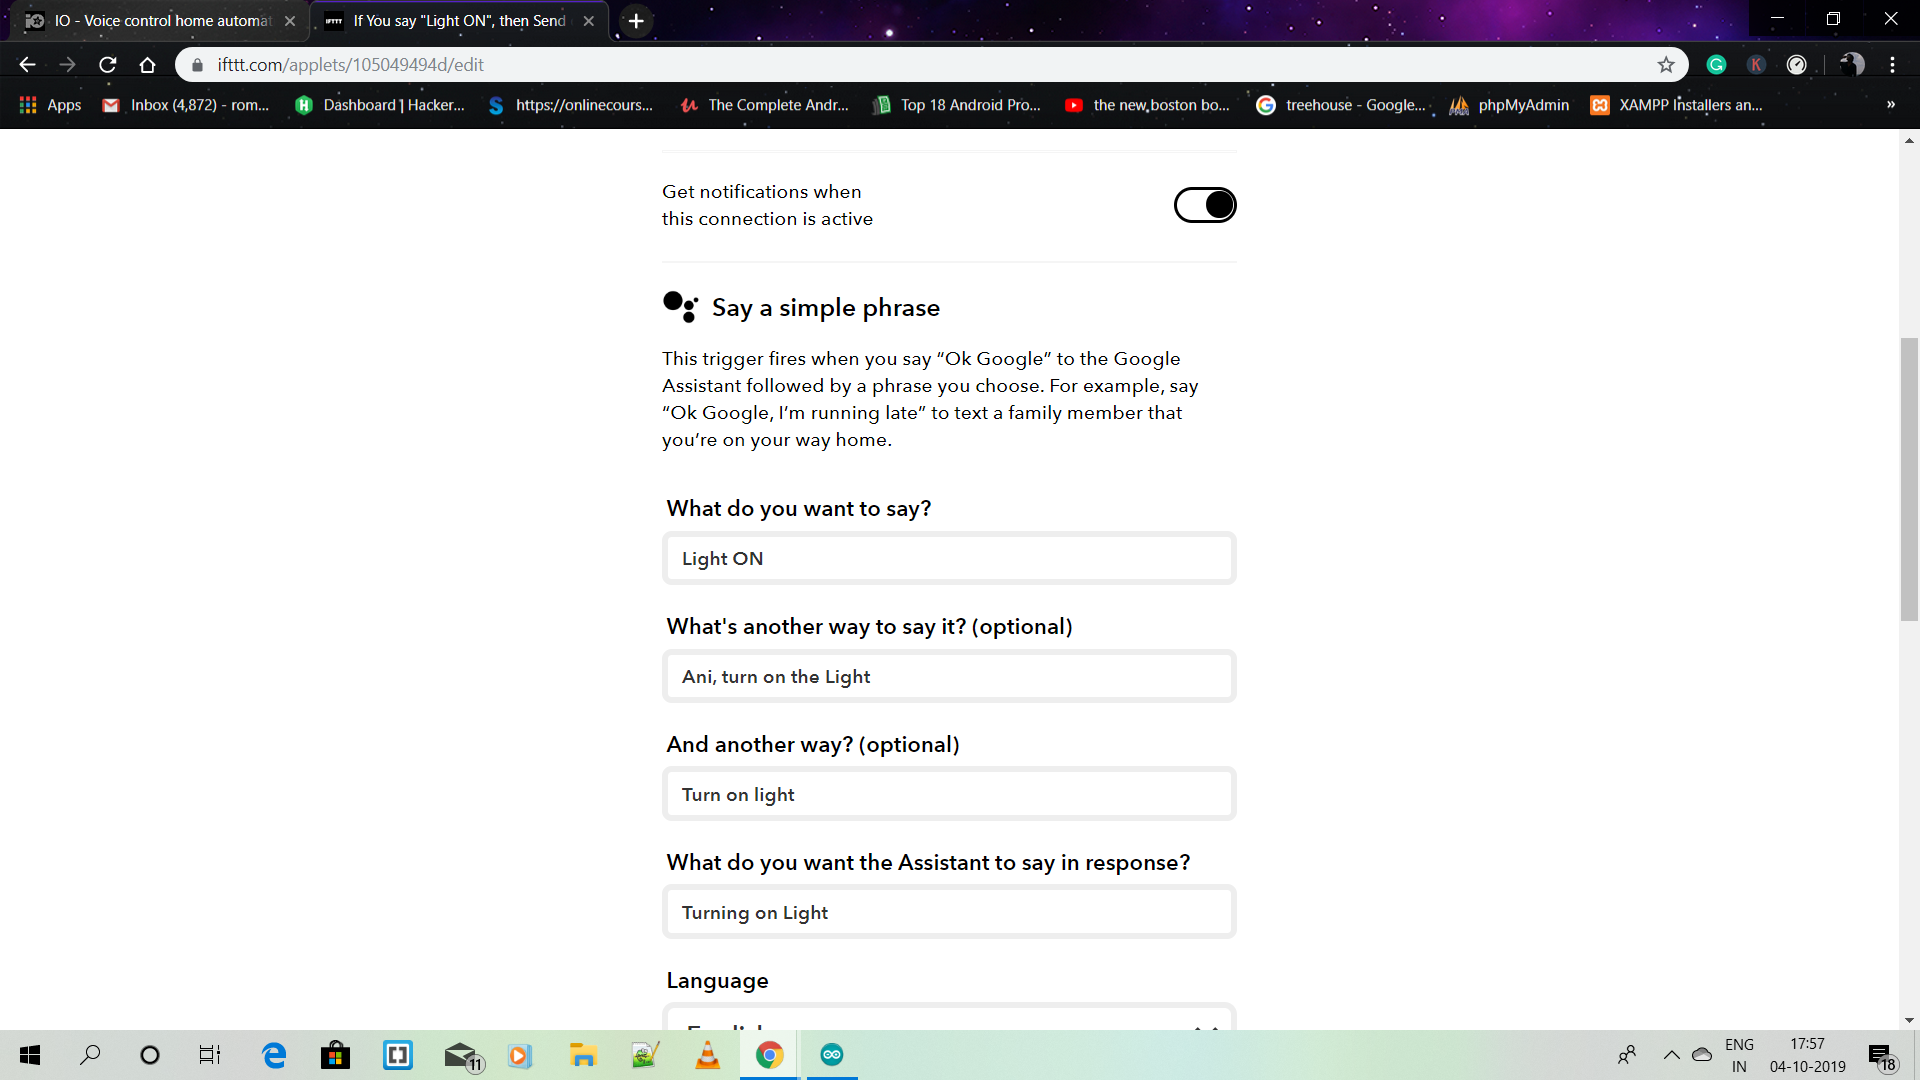 IO - Voice control home automat
IFTTT If You say "Light ON", then Send
ifttt.com/applets/105049494d/edit
Apps Inbox (4,872) - rom... Dashboard | Hacker... https://onlinecours... The Complete Andr... Top 18 Android Pro... the new boston bo... treehouse - Google... phpMyAdmin XAMPP Installers an... »
Get notifications when
this connection is active
Say a simple phrase
This trigger fires when you say “Ok Google” to the Google
Assistant followed by a phrase you choose. For example, say
“Ok Google, I’m running late” to text a family member that
you’re on your way home.
What do you want to say?
Light ON
What's another way to say it? (optional)
Ani, turn on the Light
And another way? (optional)
Turn on light
What do you want the Assistant to say in response?
Turning on Light
Language
English
11
ENG
IN
17:57
04-10-2019
18